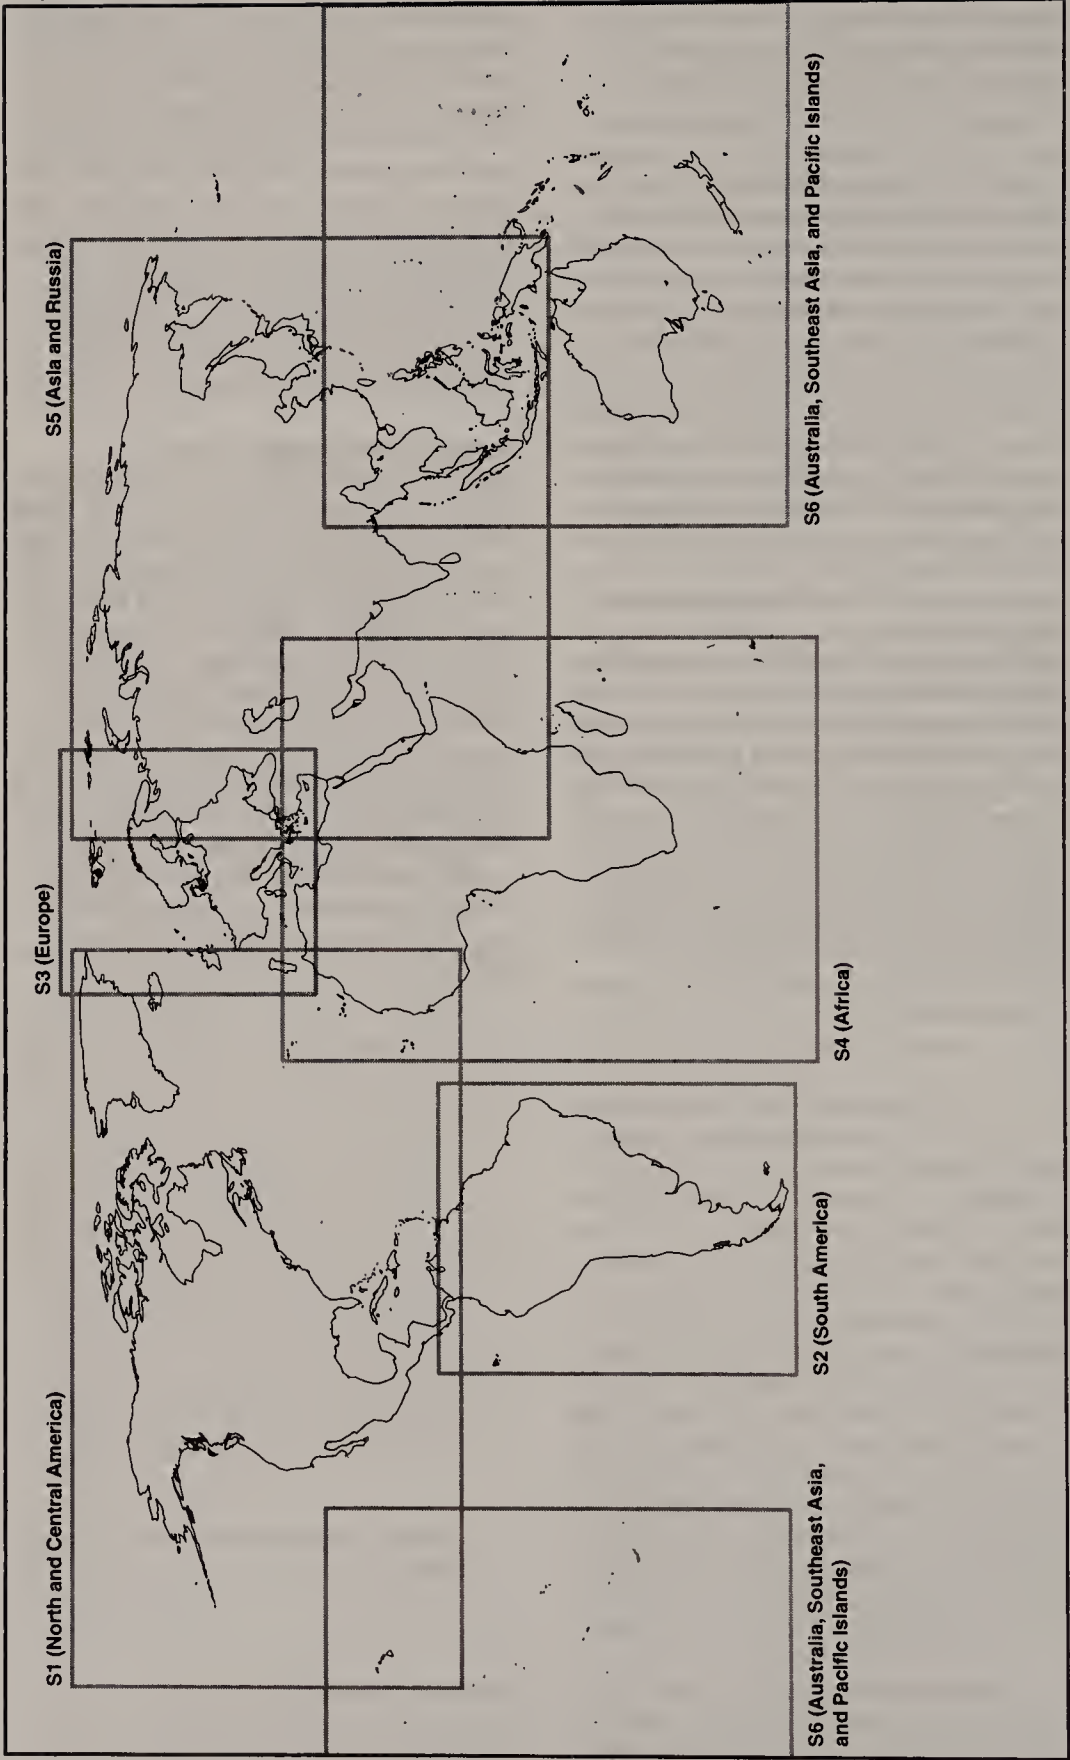 S1 (North and Central America)
S3 (Europe)
S5 (Asia and Russia)
S6 (Australia, Southeast Asia,
and Pacific Islands)
S2 (South America)
S4 (Africa)
S6 (Australia, Southeast Asia, and Pacific Islands)